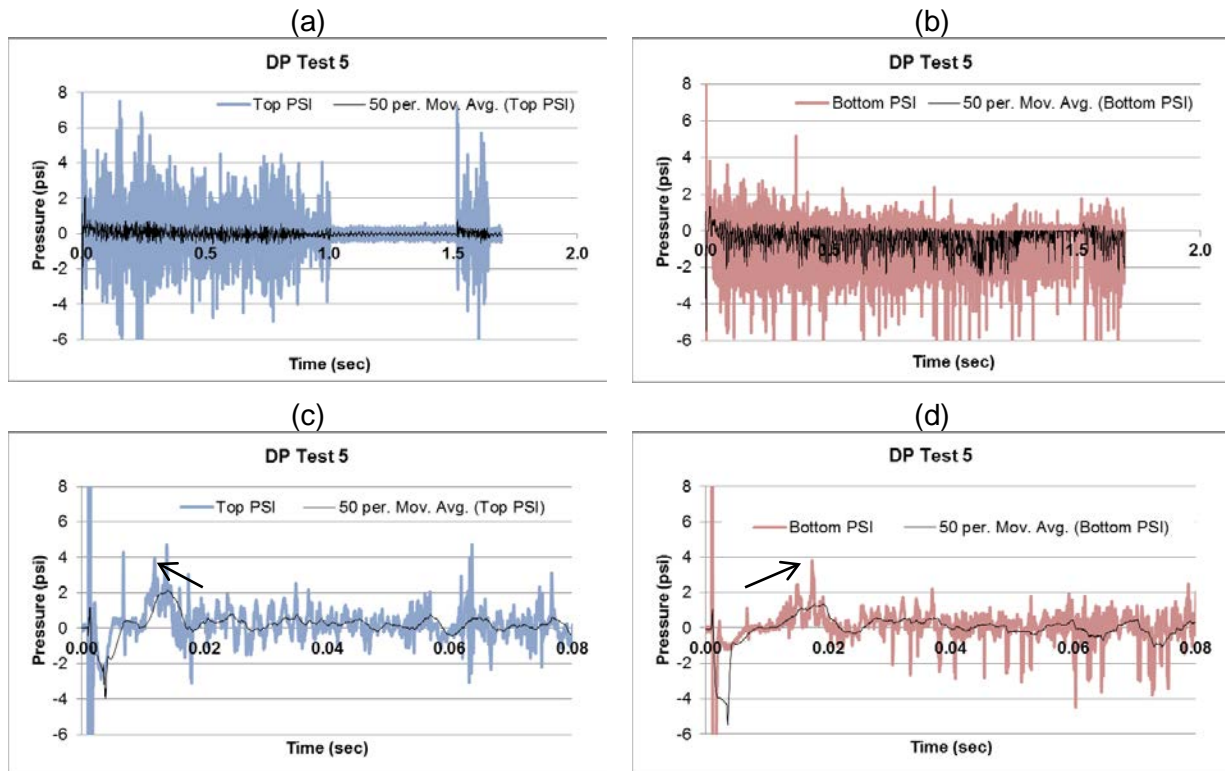 (a)
DP Test 5
Top PSI 50 per. Mov. Avg. (Top PSI)
8
6
4
2
0
-2
-4
-6
0.0 0.5 1.0 1.5 2.0
Pressure (psi)
Time (sec)
(b)
DP Test 5
Bottom PSI 50 per. Mov. Avg. (Bottom PSI)
8
6
4
2
0
-2
-4
-6
0.0 0.5 1.0 1.5 2.0
Pressure (psi)
Time (sec)
(c)
DP Test 5
Top PSI 50 per. Mov. Avg. (Top PSI)
8
6
4
2
0
-2
-4
-6
0.00 0.02 0.04 0.06 0.08
Pressure (psi)
Time (sec)
(d)
DP Test 5
Bottom PSI 50 per. Mov. Avg. (Bottom PSI)
8
6
4
2
0
-2
-4
-6
0.00 0.02 0.04 0.06 0.08
Pressure (psi)
Time (sec)